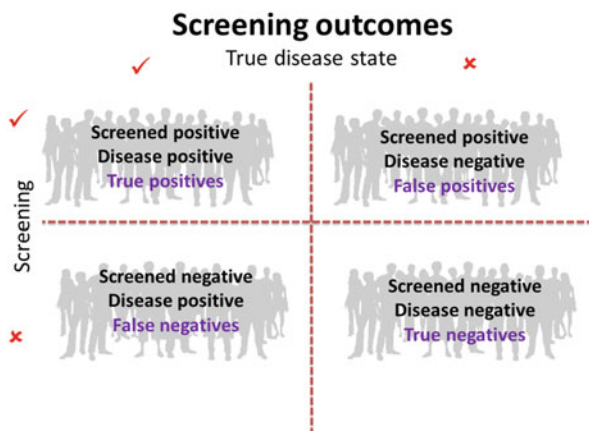 Screening outcomes
True disease state
Screening
Screened positive
Disease positive
True positives
Screened positive
Disease negative
False positives
Screened negative
Disease positive
False negatives
Screened negative
Disease negative
True negatives